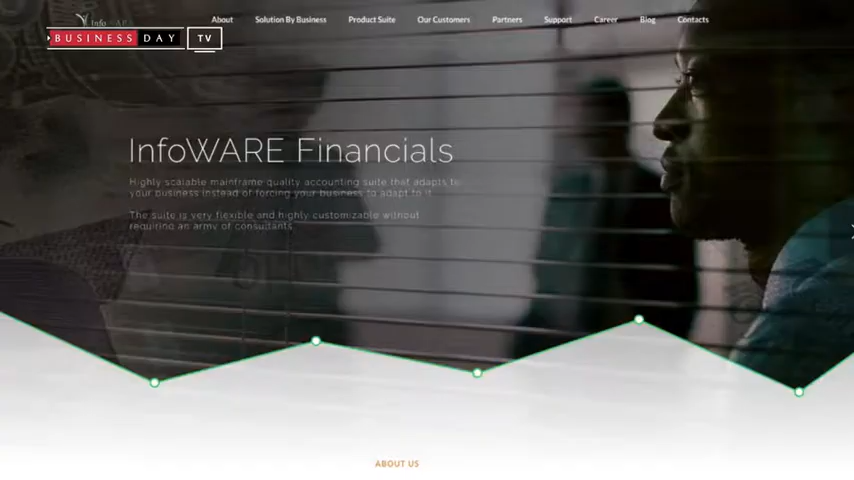 About Solution By Business Product Suite Our Customers Partners Support Career Blog Contacts
BUSINESS DAY TV
InfoWARE Financials
Highly scalable mainframe quality accounting suite that adapts to
your business instead of forcing your business to adapt to it
The suite is very flexible and highly customizable without
requiring an army of consultants
ABOUT US